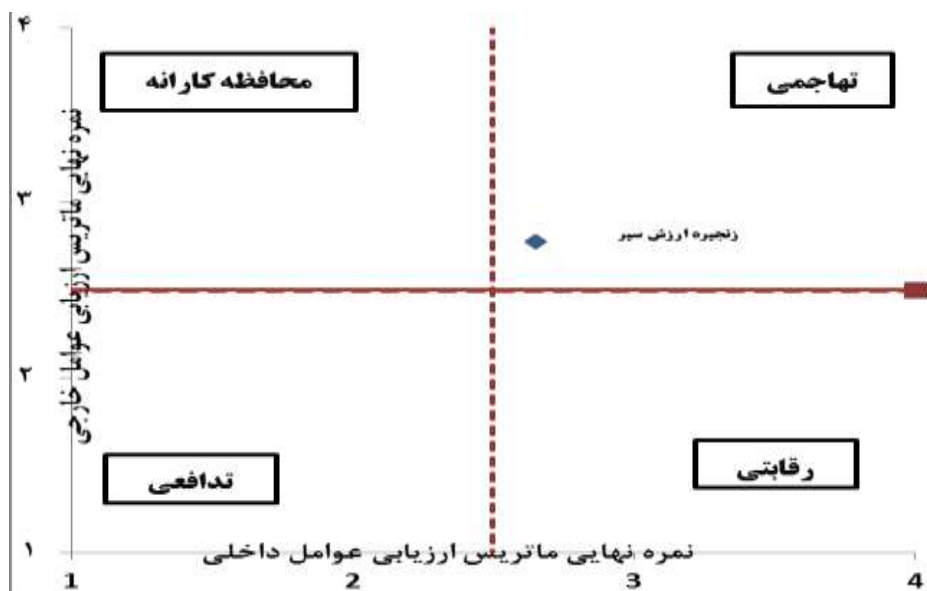 ۴
محافظه کارانه
تهاجمی
نمره نهایی ماتریس ارزیابی عوامل خارجی
۳
زنجیره ارزش سیر
۲
تدافعی
رقابتی
۱
نمره نهایی ماتریس ارزیابی عوامل داخلی
1 2 3 4